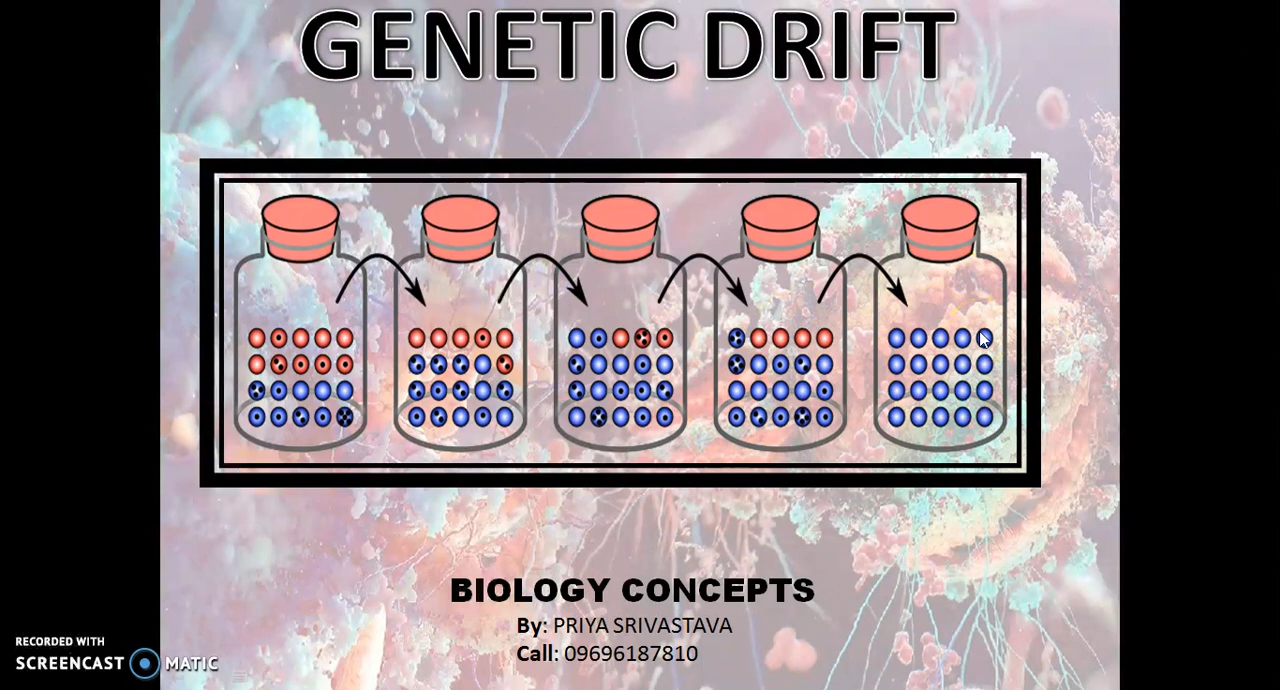 GENETIC DRIFT
BIOLOGY CONCEPTS
By: PRIYA SRIVASTAVA
Call: 09696187810
RECORDED WITH
SCREENCAST MATIC